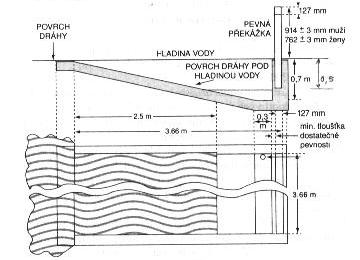 127 mm
POVRCH
DRÁHY
PEVNÁ
PŘEKÁŽKA
914 ± 3 mm muži
762 ± 3 mm ženy
HLADINA VODY
POVRCH DRÁHY POD
HLADINOU VODY
0,7 m
2.5 m
0,3
m
127 mm
3.66 m
min. tloušťka
dostatečné
pevnosti
3.66 m